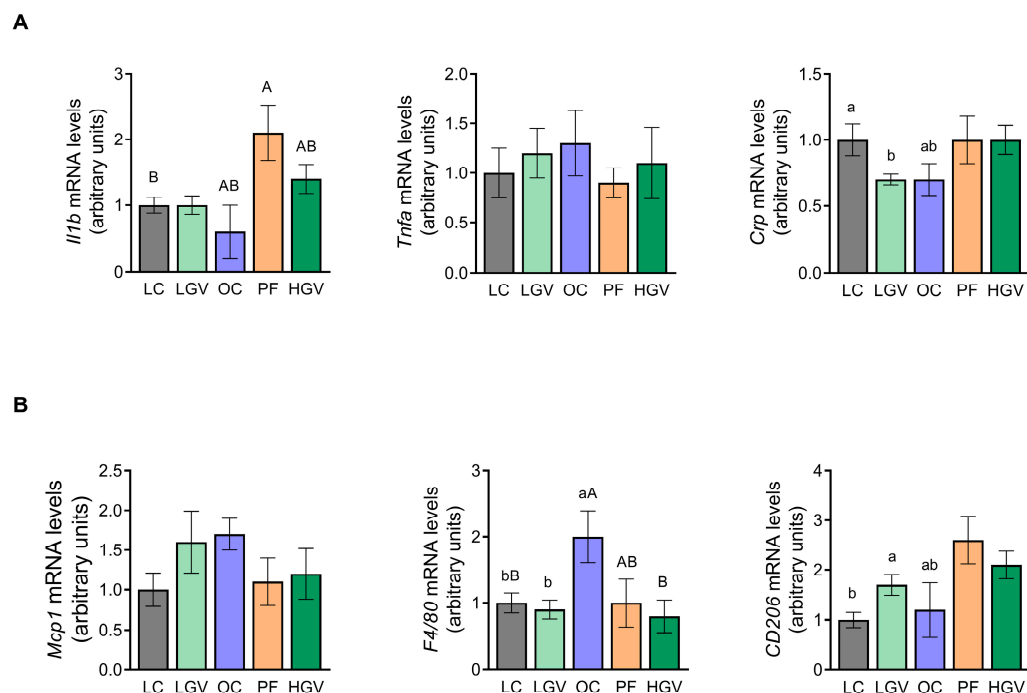 A
Il1b mRNA levels
(arbitrary units)
3
2
1
0
B
AB
A
AB
LC LGV OC PF HGV
Tnfa mRNA levels
(arbitrary units)
2.0
1.5
1.0
0.5
0.0
LC LGV OC PF HGV
Crp mRNA levels
(arbitrary units)
1.5
1.0
0.5
0.0
a
b
ab
LC LGV OC PF HGV
B
Mcp1 mRNA levels
(arbitrary units)
2.5
2.0
1.5
1.0
0.5
0.0
LC LGV OC PF HGV
F4/80 mRNA levels
(arbitrary units)
3
2
1
0
bB
b
aA
AB
B
LC LGV OC PF HGV
CD206 mRNA levels
(arbitrary units)
4
3
2
1
0
b
a
ab
LC LGV OC PF HGV